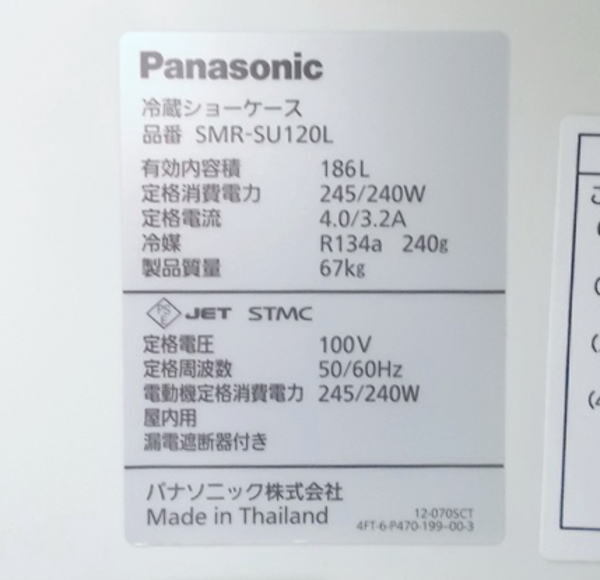 Panasonic
冷蔵ショーケース
品番 SMR-SU120L
有効内容積 186L
定格消費電力 245/240W
定格電流 4.0/3.2A
冷媒 R134a 240g
製品質量 67kg
PS E JET STMC
定格電圧 100V
定格周波数 50/60Hz
電動機定格消費電力 245/240W
屋内用
漏電遮断器付き
パナソニック株式会社
Made in Thailand
12-070SCT
4FT-6-P470-199-00-3